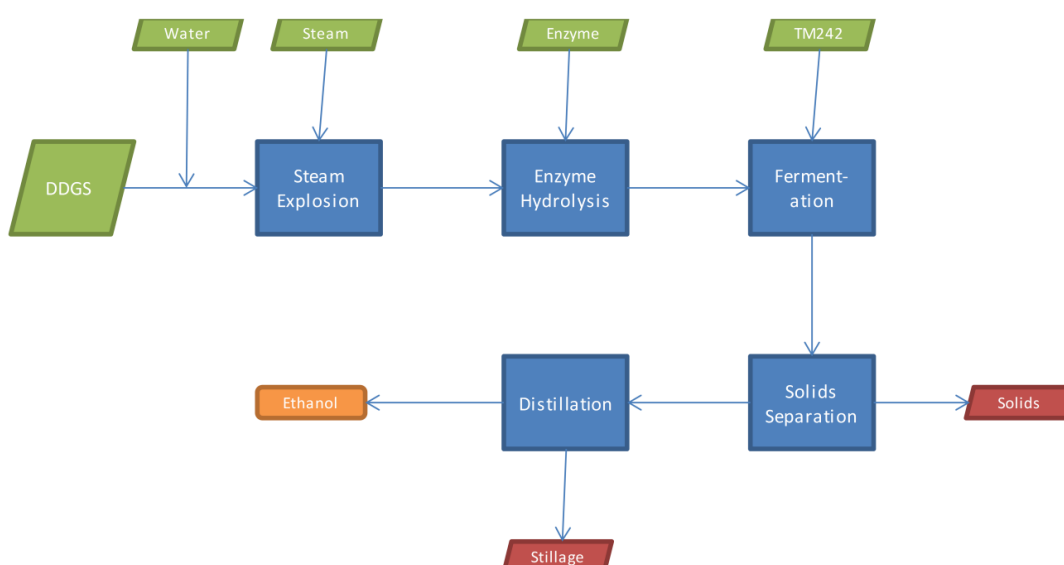 Water
Steam
Enzyme
TM242
DDGS
Steam
Explosion
Enzyme
Hydrolysis
Ferment-
ation
Ethanol
Distillation
Solids
Separation
Solids
Stillage